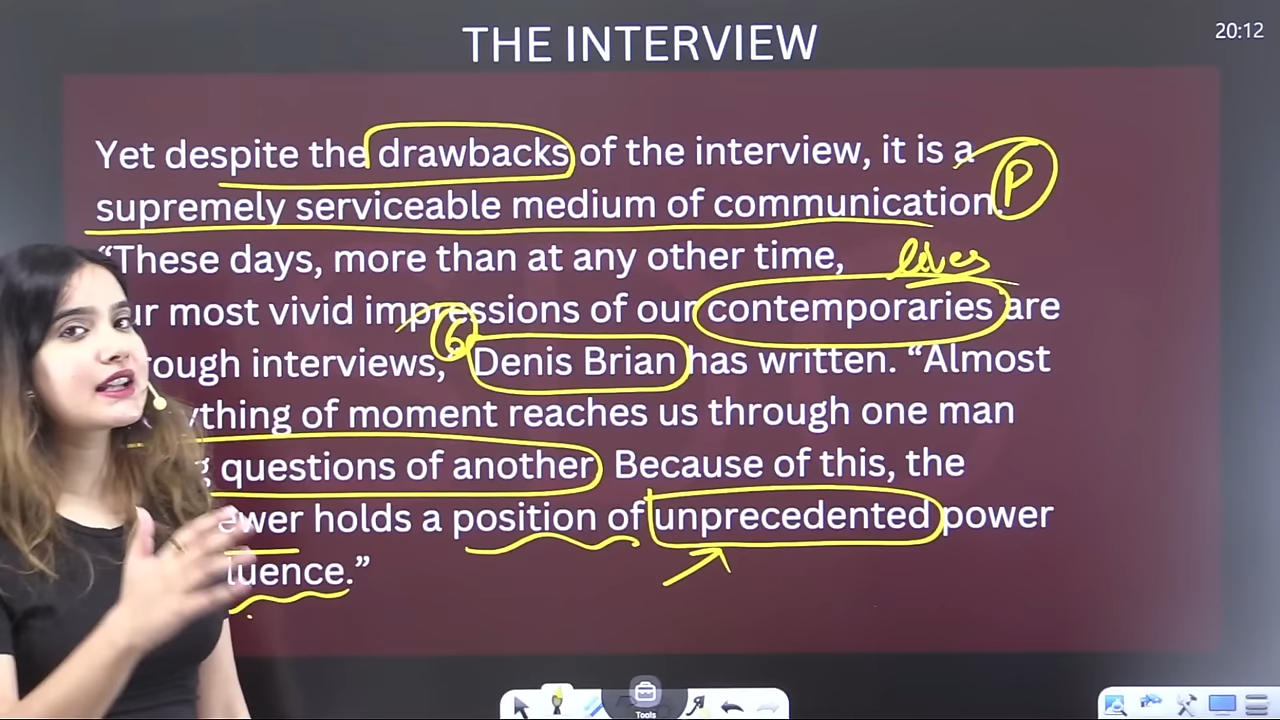 THE INTERVIEW
20:12
Yet despite the drawbacks of the interview, it is a
P
supremely serviceable medium of communication.
“These days, more than at any other time,
lives
ur most vivid impressions of our contemporaries are
6
rough interviews,” Denis Brian has written. “Almost
ything of moment reaches us through one man
g questions of another Because of this, the
ewer holds a position of unprecedented power
luence.”
Tools